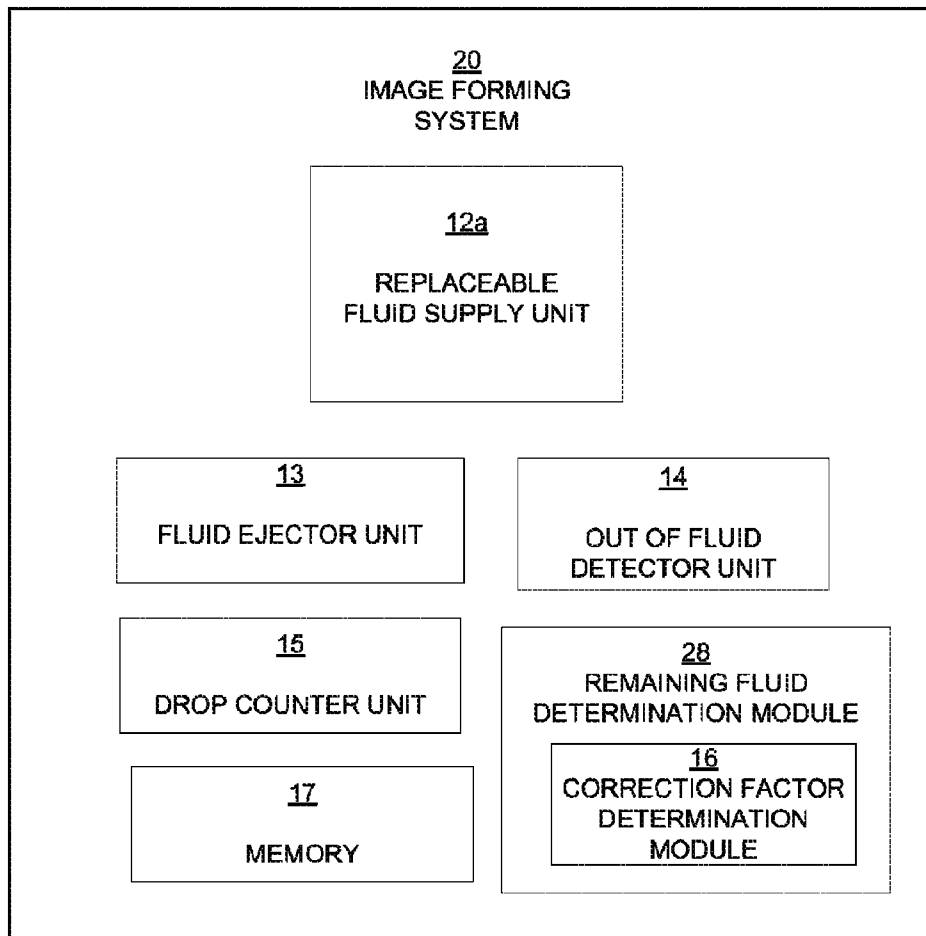 20
IMAGE FORMING
SYSTEM
12a
REPLACEABLE
FLUID SUPPLY UNIT
13
FLUID EJECTOR UNIT
14
OUT OF FLUID
DETECTOR UNIT
15
DROP COUNTER UNIT
28
REMAINING FLUID
DETERMINATION MODULE
16
CORRECTION FACTOR
DETERMINATION
MODULE
17
MEMORY